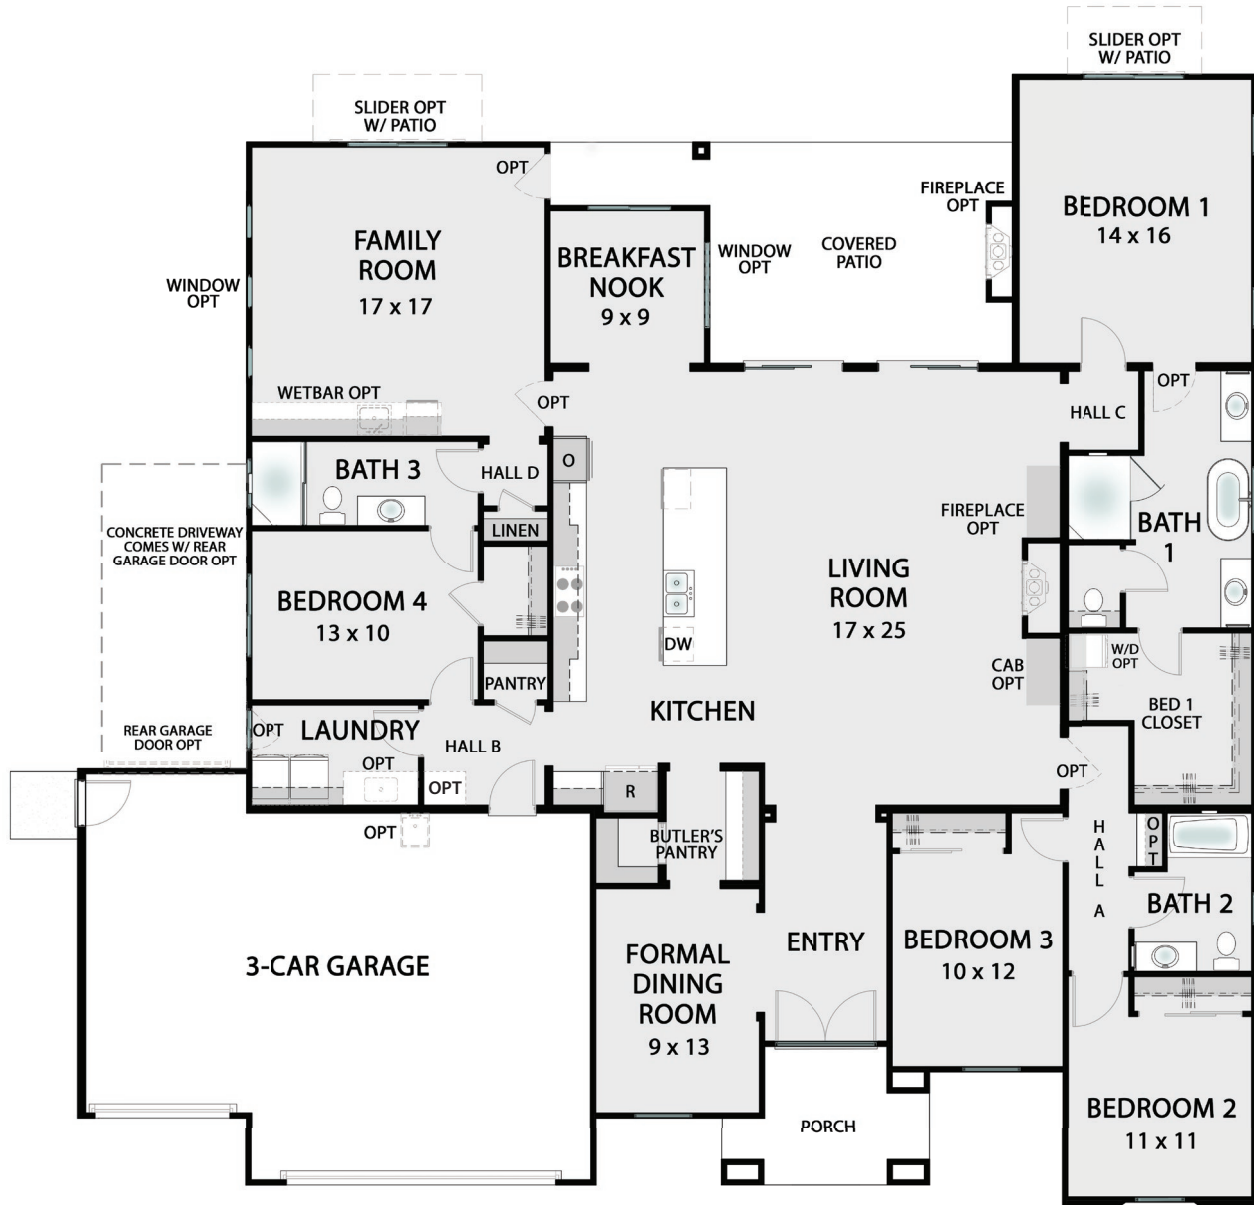 SLIDER OPT
W/ PATIO
SLIDER OPT
W/ PATIO
OPT
FIREPLACE
OPT
BEDROOM 1
14 x 16
FAMILY
ROOM
17 x 17
BREAKFAST
NOOK
9 x 9
WINDOW
OPT
COVERED
PATIO
WINDOW
OPT
WETBAR OPT
OPT
OPT
HALL C
BATH 3
HALL D
O
LINEN
FIREPLACE
OPT
BATH
1
CONCRETE DRIVEWAY
COMES W/ REAR
GARAGE DOOR OPT
BEDROOM 4
13 x 10
LIVING
ROOM
17 x 25
DW
PANTRY
CAB
OPT
W/D
OPT
BED 1
CLOSET
KITCHEN
REAR GARAGE
DOOR OPT
OPT
LAUNDRY
OPT
HALL B
OPT
OPT
R
OPT
BUTLER'S
PANTRY
HALL A
OPT
BATH 2
3-CAR GARAGE
FORMAL
DINING
ROOM
9 x 13
ENTRY
BEDROOM 3
10 x 12
PORCH
BEDROOM 2
11 x 11